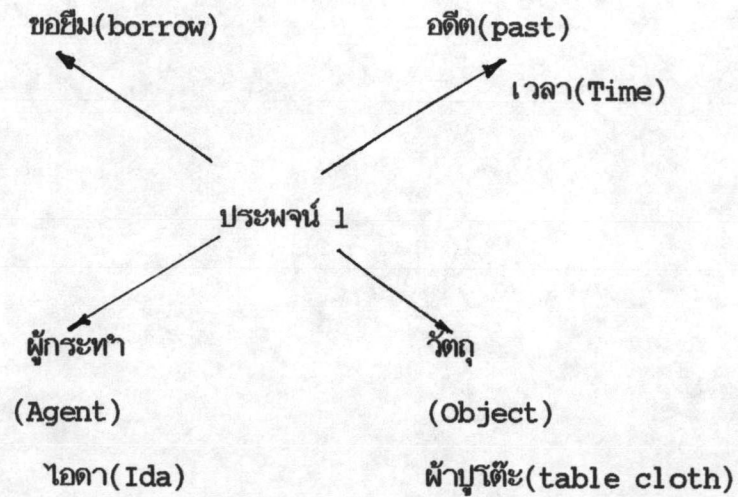 ขอยืม(borrow) อดีต(past)
เวลา(Time)
ประพจน์ 1
ผู้กระทำ วัตถุ
(Agent) (Object)
ไอดา(Ida) ผ้าปูโต๊ะ(table cloth)